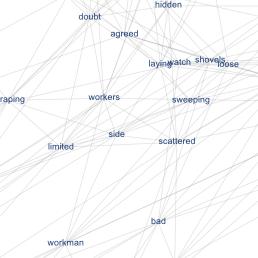 hidden
doubt
agreed
laying
watch
shovels
loose
raping
workers
sweeping
side
scattered
limited
bad
workman